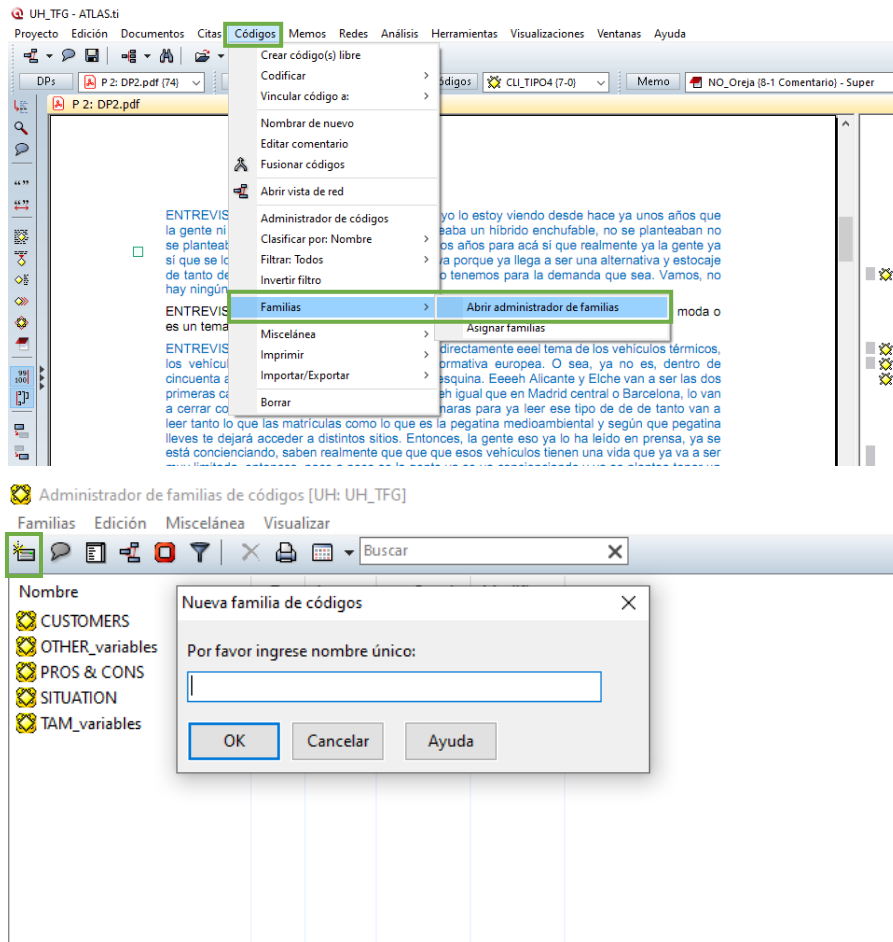 UH_TFG - ATLAS.ti
Proyecto Edición Documentos Citas Códigos Memos Redes Análisis Herramientas Visualizaciones Ventanas Ayuda
DPs P 2: DP2.pdf {74} ódigos CLI_TIPO4 {7-0} Memo NO_Oreja {8-1 Comentario} - Super
P 2: DP2.pdf
Crear código(s) libre
Codificar
Vincular código a:
Nombrar de nuevo
Editar comentario
Fusionar códigos
Abrir vista de red
Administrador de códigos
Clasificar por: Nombre
Filtrar: Todos
Invertir filtro
Familias
Miscelánea
Imprimir
Importar/Exportar
Borrar
Abrir administrador de familias
Asignar familias
ENTREVIS yo lo estoy viendo desde hace ya unos años que
la gente ni eaba un híbrido enchufable, no se planteaban no
se planteab os años para acá sí que realmente ya la gente ya
sí que se lo va porque ya llega a ser una alternativa y estocaje
de tanto de o tenemos para la demanda que sea. Vamos, no
hay ningún
ENTREVIS moda o
es un tema
ENTREVIS directamente eeel tema de los vehículos térmicos,
los vehícul ormativa europea. O sea, ya no es, dentro de
cincuenta a esquina. Eeeeh Alicante y Elche van a ser las dos
primeras ca eh igual que en Madrid central o Barcelona, lo van
a cerrar co naras para ya leer ese tipo de de de tanto van a
leer tanto lo que las matrículas como lo que es la pegatina medioambiental y según que pegatina
lleves te dejará acceder a distintos sitios. Entonces, la gente eso ya lo ha leído en prensa, ya se
está concienciando, saben realmente que que que esos vehículos tienen una vida que ya va a ser
Administrador de familias de códigos [UH: UH_TFG]
Familias Edición Miscelánea Visualizar
Buscar
Nombre
CUSTOMERS
OTHER_variables
PROS & CONS
SITUATION
TAM_variables
Nueva familia de códigos
Por favor ingrese nombre único:
OK Cancelar Ayuda